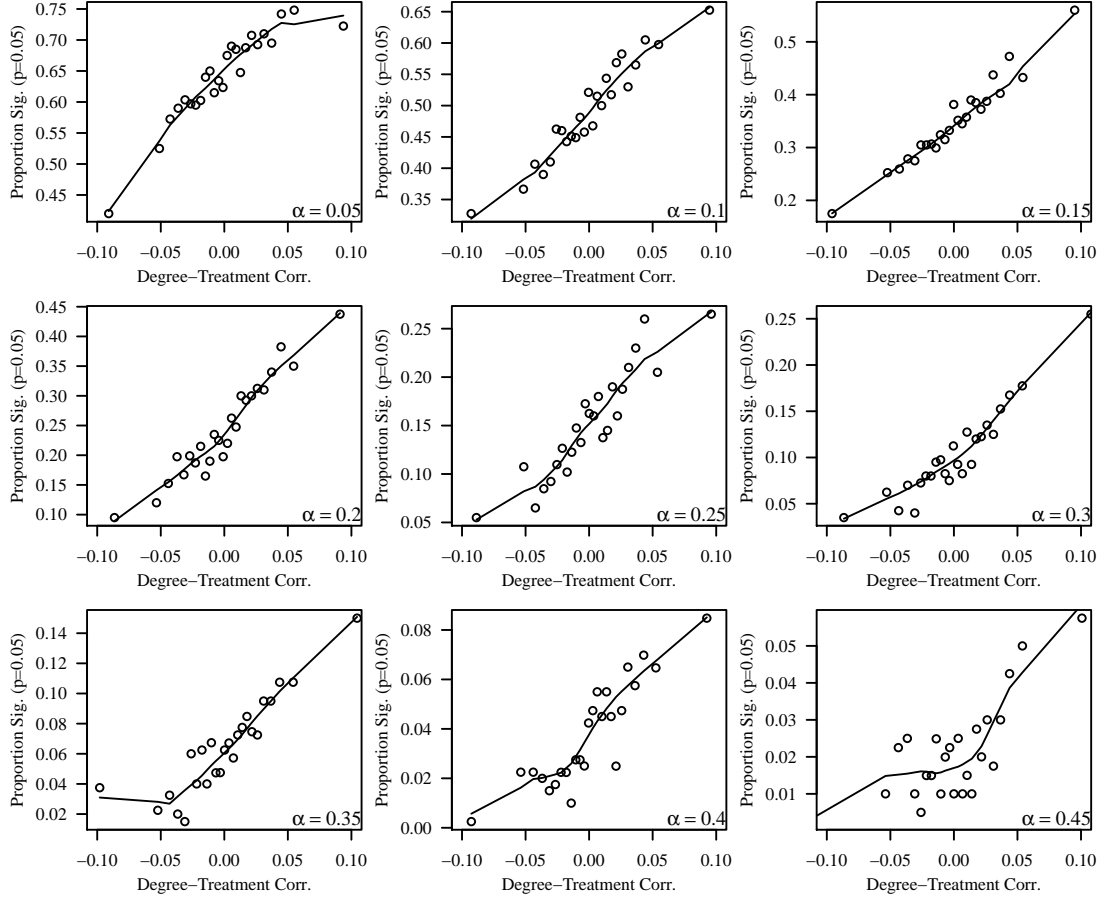 Proportion Sig. (p=0.05)
0.75
0.70
0.65
0.60
0.55
0.50
0.45
α = 0.05
−0.10 −0.05 0.00 0.05 0.10
Degree−Treatment Corr.
Proportion Sig. (p=0.05)
0.65
0.60
0.55
0.50
0.45
0.40
0.35
α = 0.1
−0.10 −0.05 0.00 0.05 0.10
Degree−Treatment Corr.
Proportion Sig. (p=0.05)
0.5
0.4
0.3
0.2
α = 0.15
−0.10 −0.05 0.00 0.05 0.10
Degree−Treatment Corr.
Proportion Sig. (p=0.05)
0.45
0.40
0.35
0.30
0.25
0.20
0.15
0.10
α = 0.2
−0.10 −0.05 0.00 0.05 0.10
Degree−Treatment Corr.
Proportion Sig. (p=0.05)
0.25
0.20
0.15
0.10
0.05
α = 0.25
−0.10 −0.05 0.00 0.05 0.10
Degree−Treatment Corr.
Proportion Sig. (p=0.05)
0.25
0.20
0.15
0.10
0.05
α = 0.3
−0.10 −0.05 0.00 0.05 0.10
Degree−Treatment Corr.
Proportion Sig. (p=0.05)
0.14
0.12
0.10
0.08
0.06
0.04
0.02
α = 0.35
−0.10 −0.05 0.00 0.05 0.10
Degree−Treatment Corr.
Proportion Sig. (p=0.05)
0.08
0.06
0.04
0.02
0.00
α = 0.4
−0.10 −0.05 0.00 0.05 0.10
Degree−Treatment Corr.
Proportion Sig. (p=0.05)
0.05
0.04
0.03
0.02
0.01
α = 0.45
−0.10 −0.05 0.00 0.05 0.10
Degree−Treatment Corr.